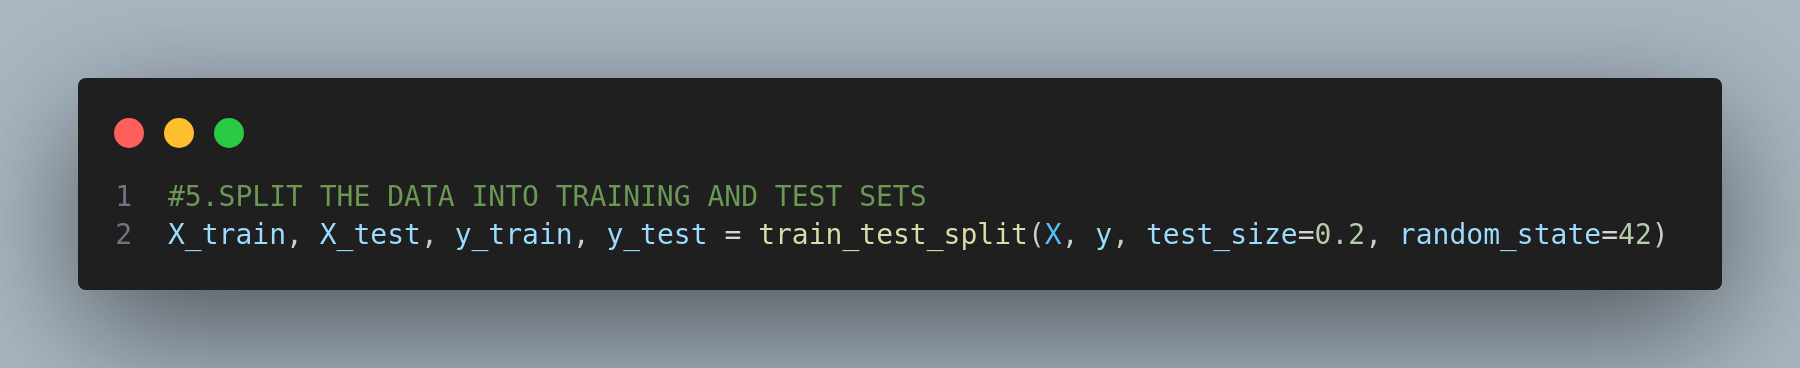 1 #5.SPLIT THE DATA INTO TRAINING AND TEST SETS
2 X_train, X_test, y_train, y_test = train_test_split(X, y, test_size=0.2, random_state=42)